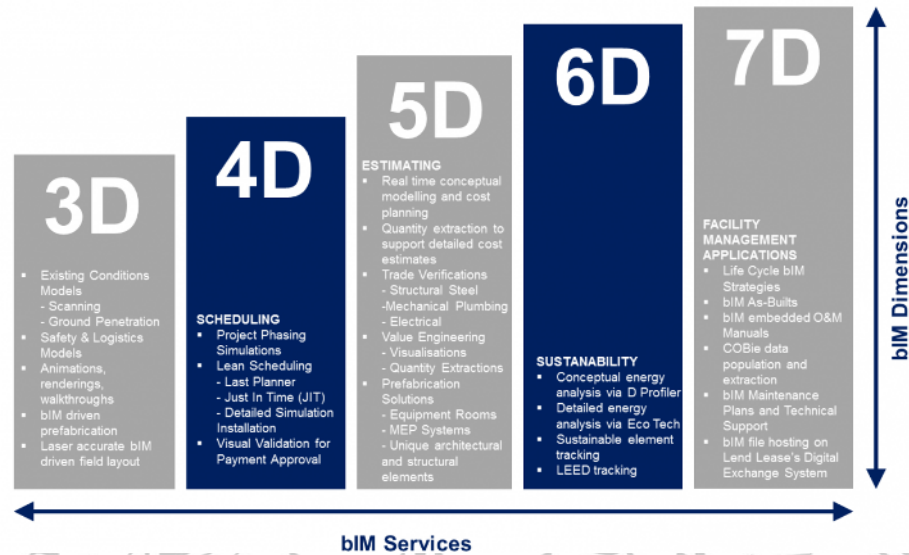 3D
▪ Existing Conditions
Models
- Scanning
- Ground Penetration
▪ Safety & Logistics
Models
▪ Animations,
renderings,
walkthroughs
▪ bIM driven
prefabrication
▪ Laser accurate bIM
driven field layout
4D
SCHEDULING
▪ Project Phasing
Simulations
▪ Lean Scheduling
- Last Planner
- Just In Time (JIT)
- Detailed Simulation
Installation
▪ Visual Validation for
Payment Approval
5D
ESTIMATING
▪ Real time conceptual
modelling and cost
planning
▪ Quantity extraction to
support detailed cost
estimates
▪ Trade Verifications
- Structural Steel
-Mechanical Plumbing
- Electrical
▪ Value Engineering
- Visualisations
- Quantity Extractions
▪ Prefabrication
Solutions
- Equipment Rooms
- MEP Systems
- Unique architectural
and structural
elements
6D
SUSTANABILITY
▪ Conceptual energy
analysis via D Profiler
▪ Detailed energy
analysis via Eco Tech
▪ Sustainable element
tracking
▪ LEED tracking
7D
FACILITY
MANAGEMENT
APPLICATIONS
▪ Life Cycle bIM
Strategies
▪ bIM As-Builts
▪ bIM embedded O&M
Manuals
▪ COBie data
population and
extraction
▪ bIM Maintenance
Plans and Technical
Support
▪ bIM file hosting on
Lend Lease's Digital
Exchange System
bIM Dimensions
bIM Services